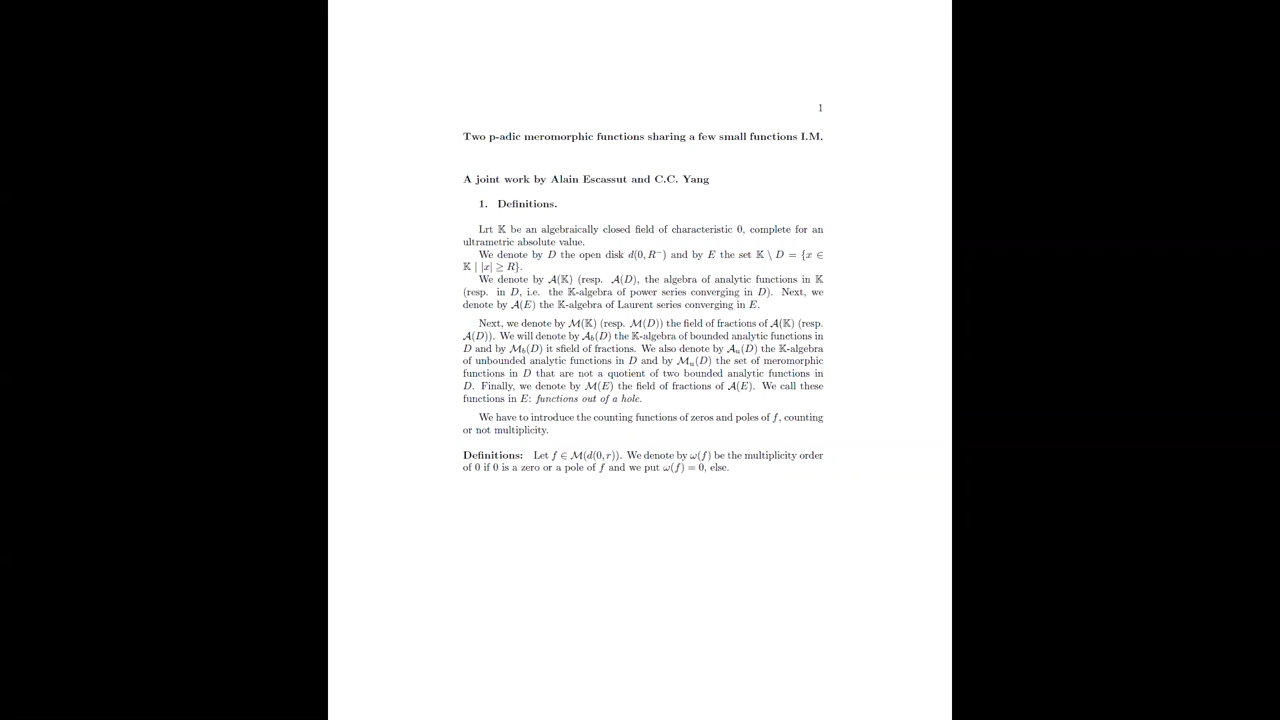 1
Two p-adic meromorphic functions sharing a few small functions I.M.
A joint work by Alain Escassut and C.C. Yang
1. Definitions.
Lrt 𝕂 be an algebraically closed field of characteristic 0, complete for an
ultrametric absolute value.
We denote by D the open disk d(0, R⁻) and by E the set 𝕂 \ D = {x ∈
𝕂 | |x| ≥ R}.
We denote by 𝒜(𝕂) (resp. 𝒜(D), the algebra of analytic functions in 𝕂
(resp. in D, i.e. the 𝕂-algebra of power series converging in D). Next, we
denote by 𝒜(E) the 𝕂-algebra of Laurent series converging in E.
Next, we denote by ℳ(𝕂) (resp. ℳ(D)) the field of fractions of 𝒜(𝕂) (resp.
𝒜(D)). We will denote by 𝒜_b(D) the 𝕂-algebra of bounded analytic functions in
D and by ℳ_b(D) it sfield of fractions. We also denote by 𝒜_u(D) the 𝕂-algebra
of unbounded analytic functions in D and by ℳ_u(D) the set of meromorphic
functions in D that are not a quotient of two bounded analytic functions in
D. Finally, we denote by ℳ(E) the field of fractions of 𝒜(E). We call these
functions in E: functions out of a hole.
We have to introduce the counting functions of zeros and poles of f, counting
or not multiplicity.
Definitions: Let f ∈ ℳ(d(0, r)). We denote by ω(f) be the multiplicity order
of 0 if 0 is a zero or a pole of f and we put ω(f) = 0, else.